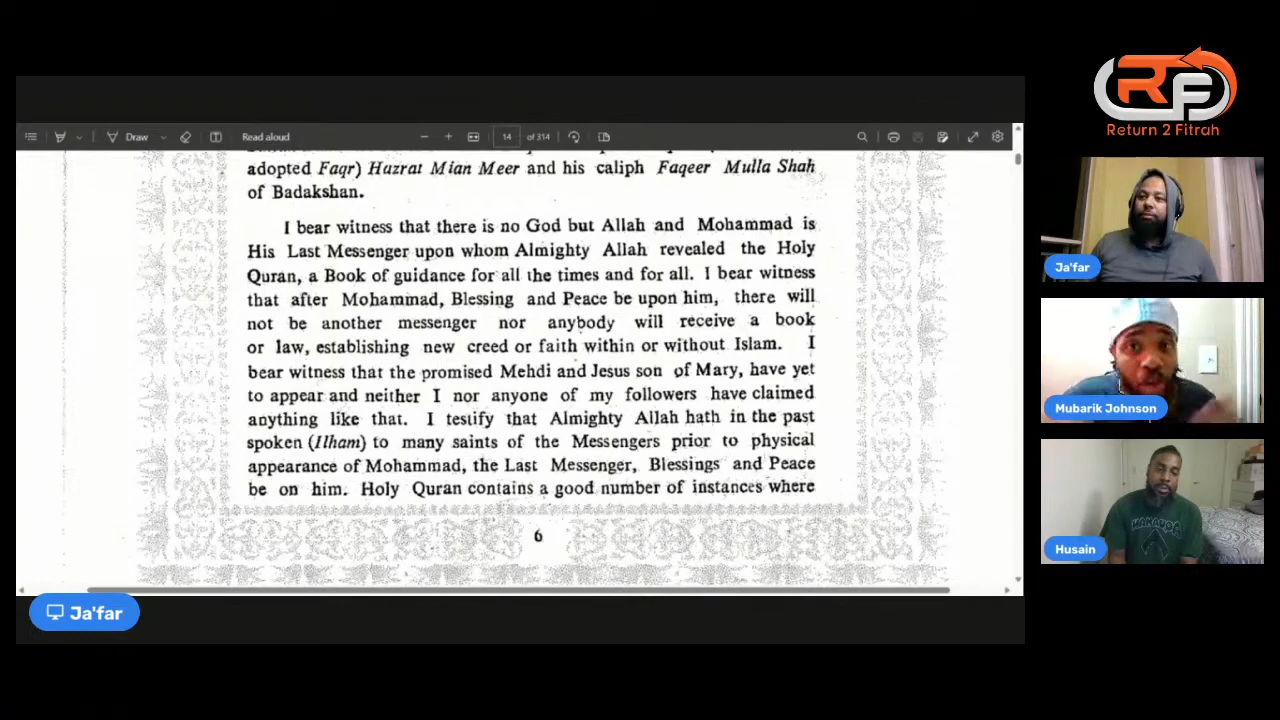 Draw
Read aloud
14 of 314
adopted Faqr) Hazrat Mian Meer and his caliph Faqeer Mulla Shah
of Badakshan.
I bear witness that there is no God but Allah and Mohammad is
His Last Messenger upon whom Almighty Allah revealed the Holy
Quran, a Book of guidance for all the times and for all. I bear witness
that after Mohammad, Blessing and Peace be upon him, there will
not be another messenger nor anybody will receive a book
or law, establishing new creed or faith within or without Islam. I
bear witness that the promised Mehdi and Jesus son of Mary, have yet
to appear and neither I nor anyone of my followers have claimed
anything like that. I testify that Almighty Allah hath in the past
spoken (Ilham) to many saints of the Messengers prior to physical
appearance of Mohammad, the Last Messenger, Blessings and Peace
be on him. Holy Quran contains a good number of instances where
6
Ja'far
RF
Return 2 Fitrah
Ja'far
Mubarik Johnson
Husain